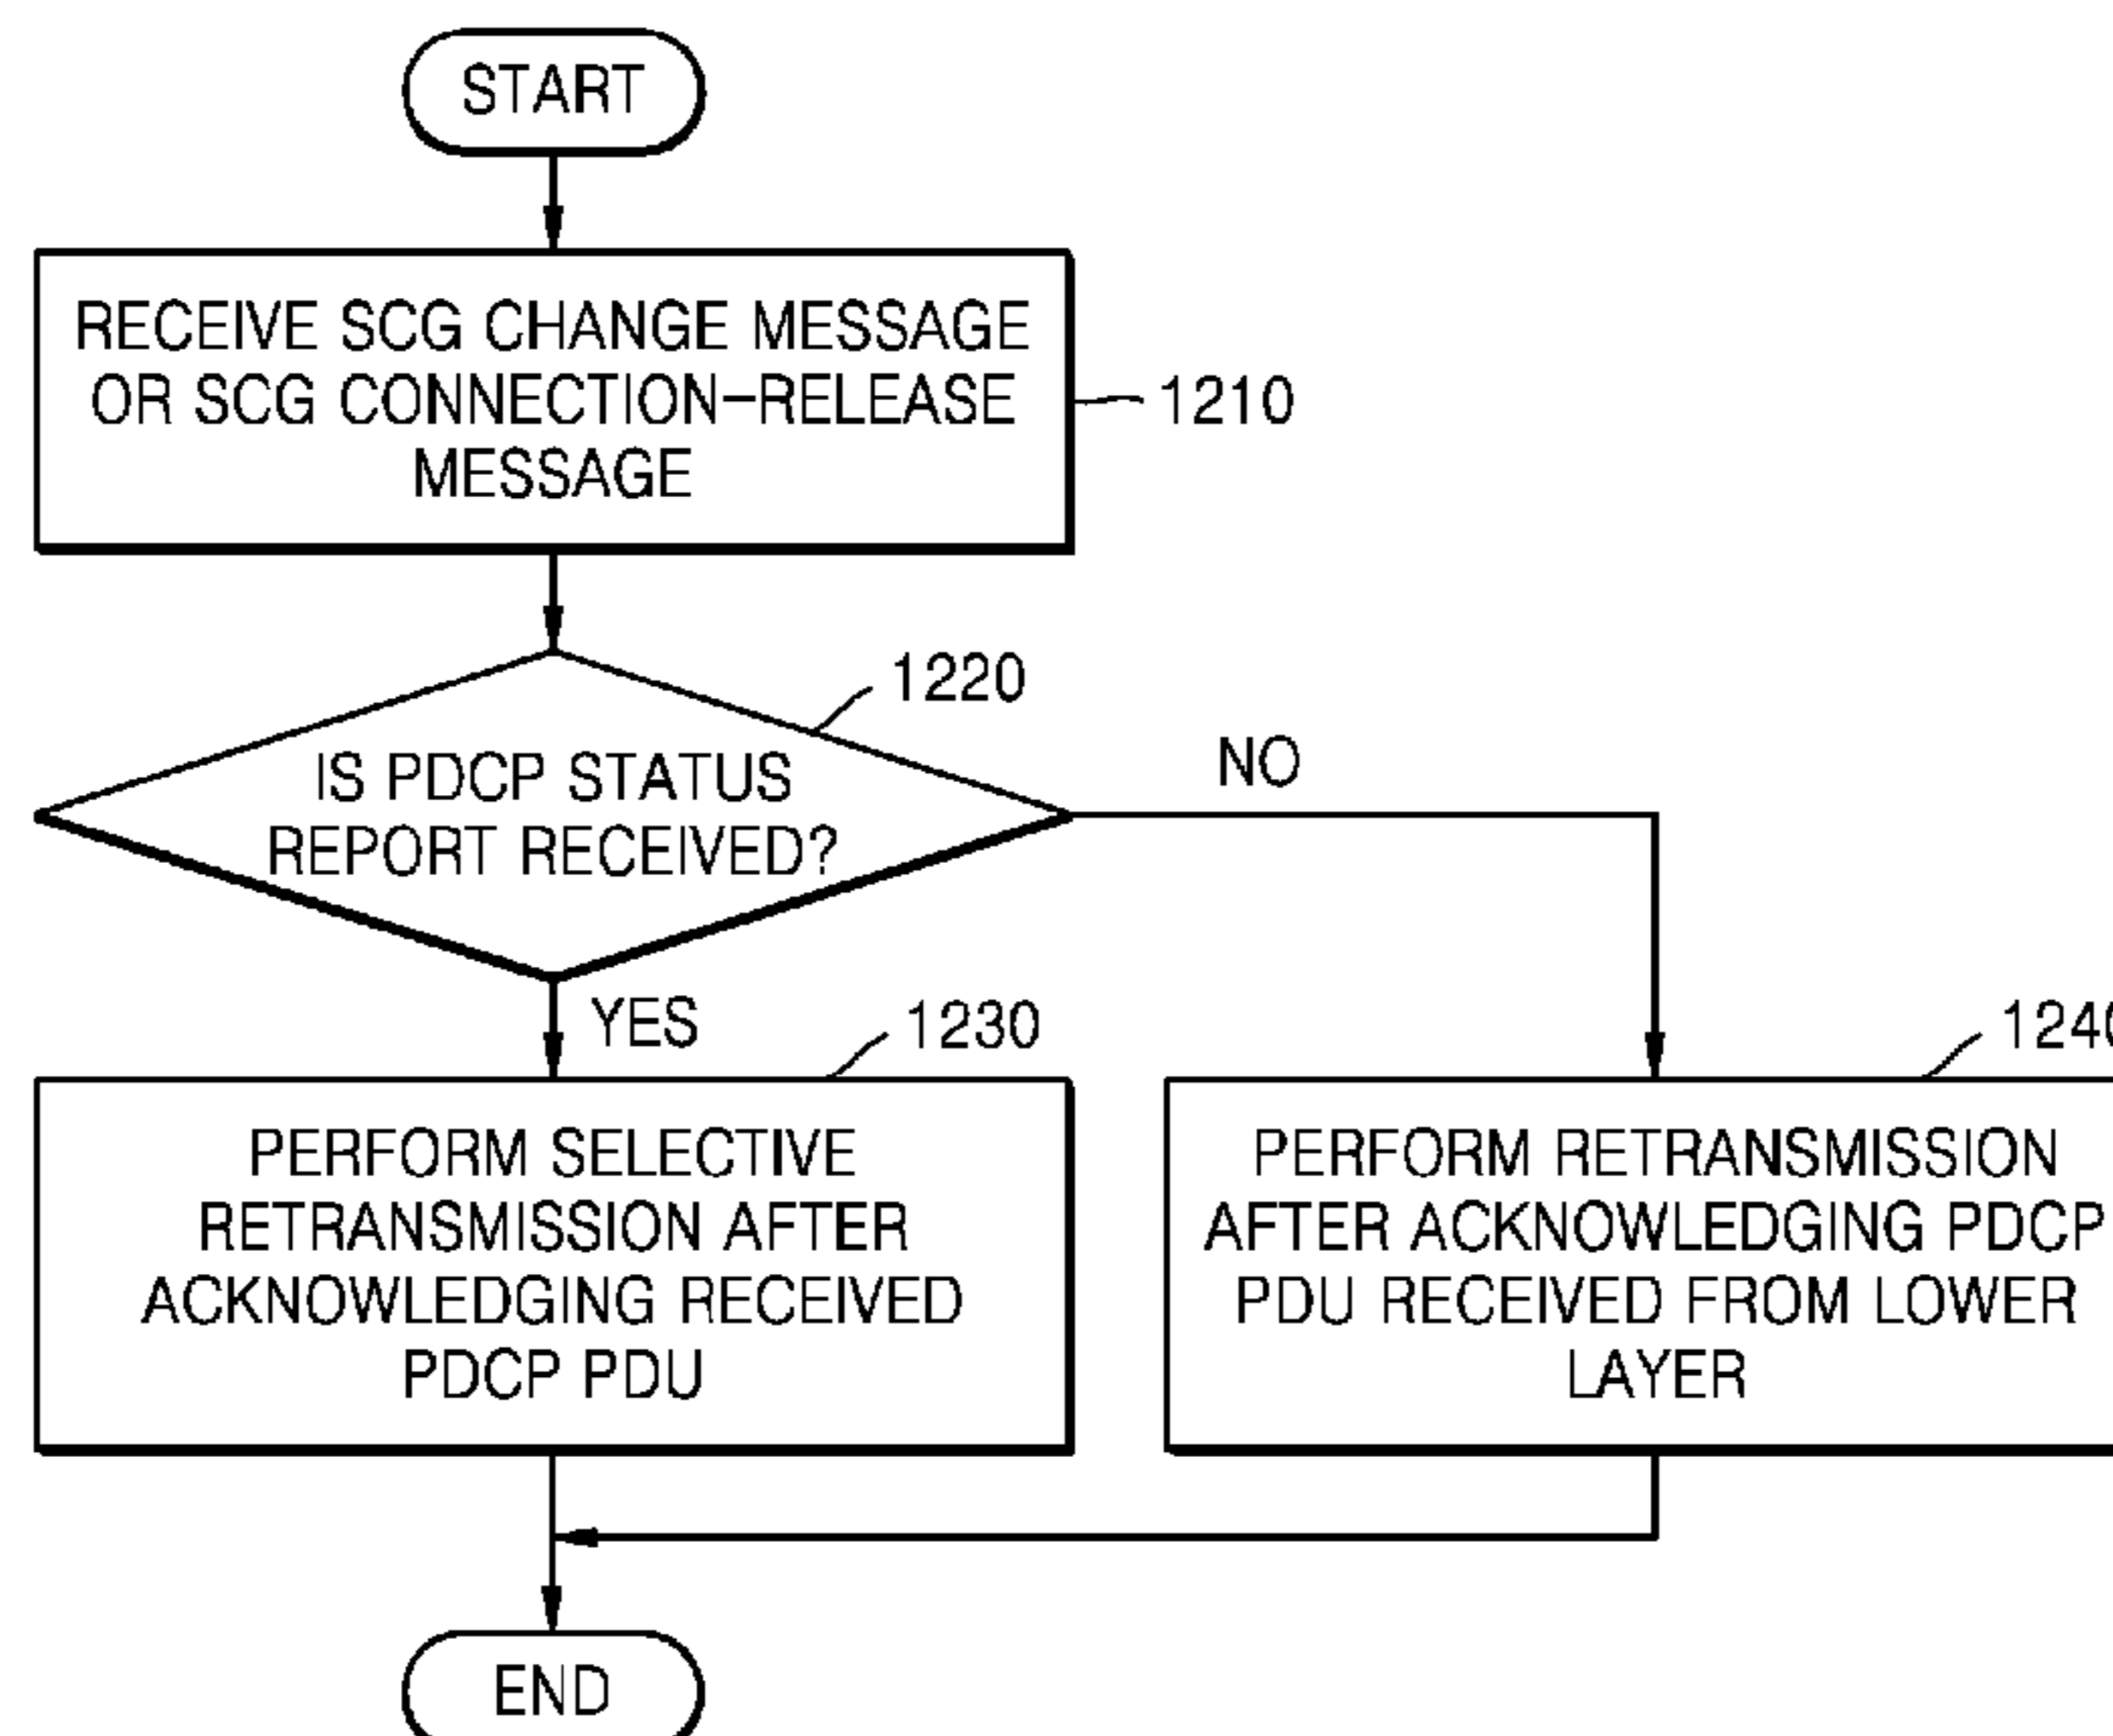 START
RECEIVE SCG CHANGE MESSAGE
OR SCG CONNECTION-RELEASE
MESSAGE
1210
1220
IS PDCP STATUS
REPORT RECEIVED?
NO
YES
1230
PERFORM SELECTIVE
RETRANSMISSION AFTER
ACKNOWLEDGING RECEIVED
PDCP PDU
1240
PERFORM RETRANSMISSION
AFTER ACKNOWLEDGING PDCP
PDU RECEIVED FROM LOWER
LAYER
END